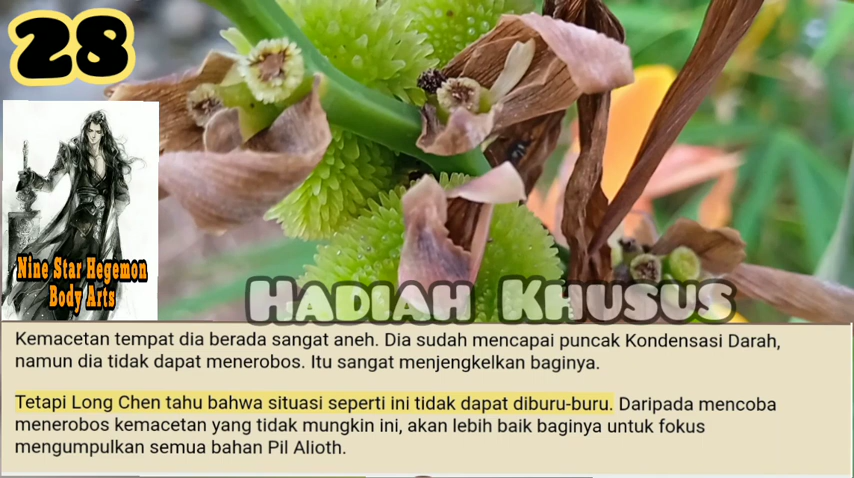 28
Nine Star Hegemon
Body Arts
Hadiah Khusus
Kemacetan tempat dia berada sangat aneh. Dia sudah mencapai puncak Kondensasi Darah,
namun dia tidak dapat menerobos. Itu sangat menjengkelkan baginya.
Tetapi Long Chen tahu bahwa situasi seperti ini tidak dapat diburu-buru. Daripada mencoba
menerobos kemacetan yang tidak mungkin ini, akan lebih baik baginya untuk fokus
mengumpulkan semua bahan Pil Alioth.